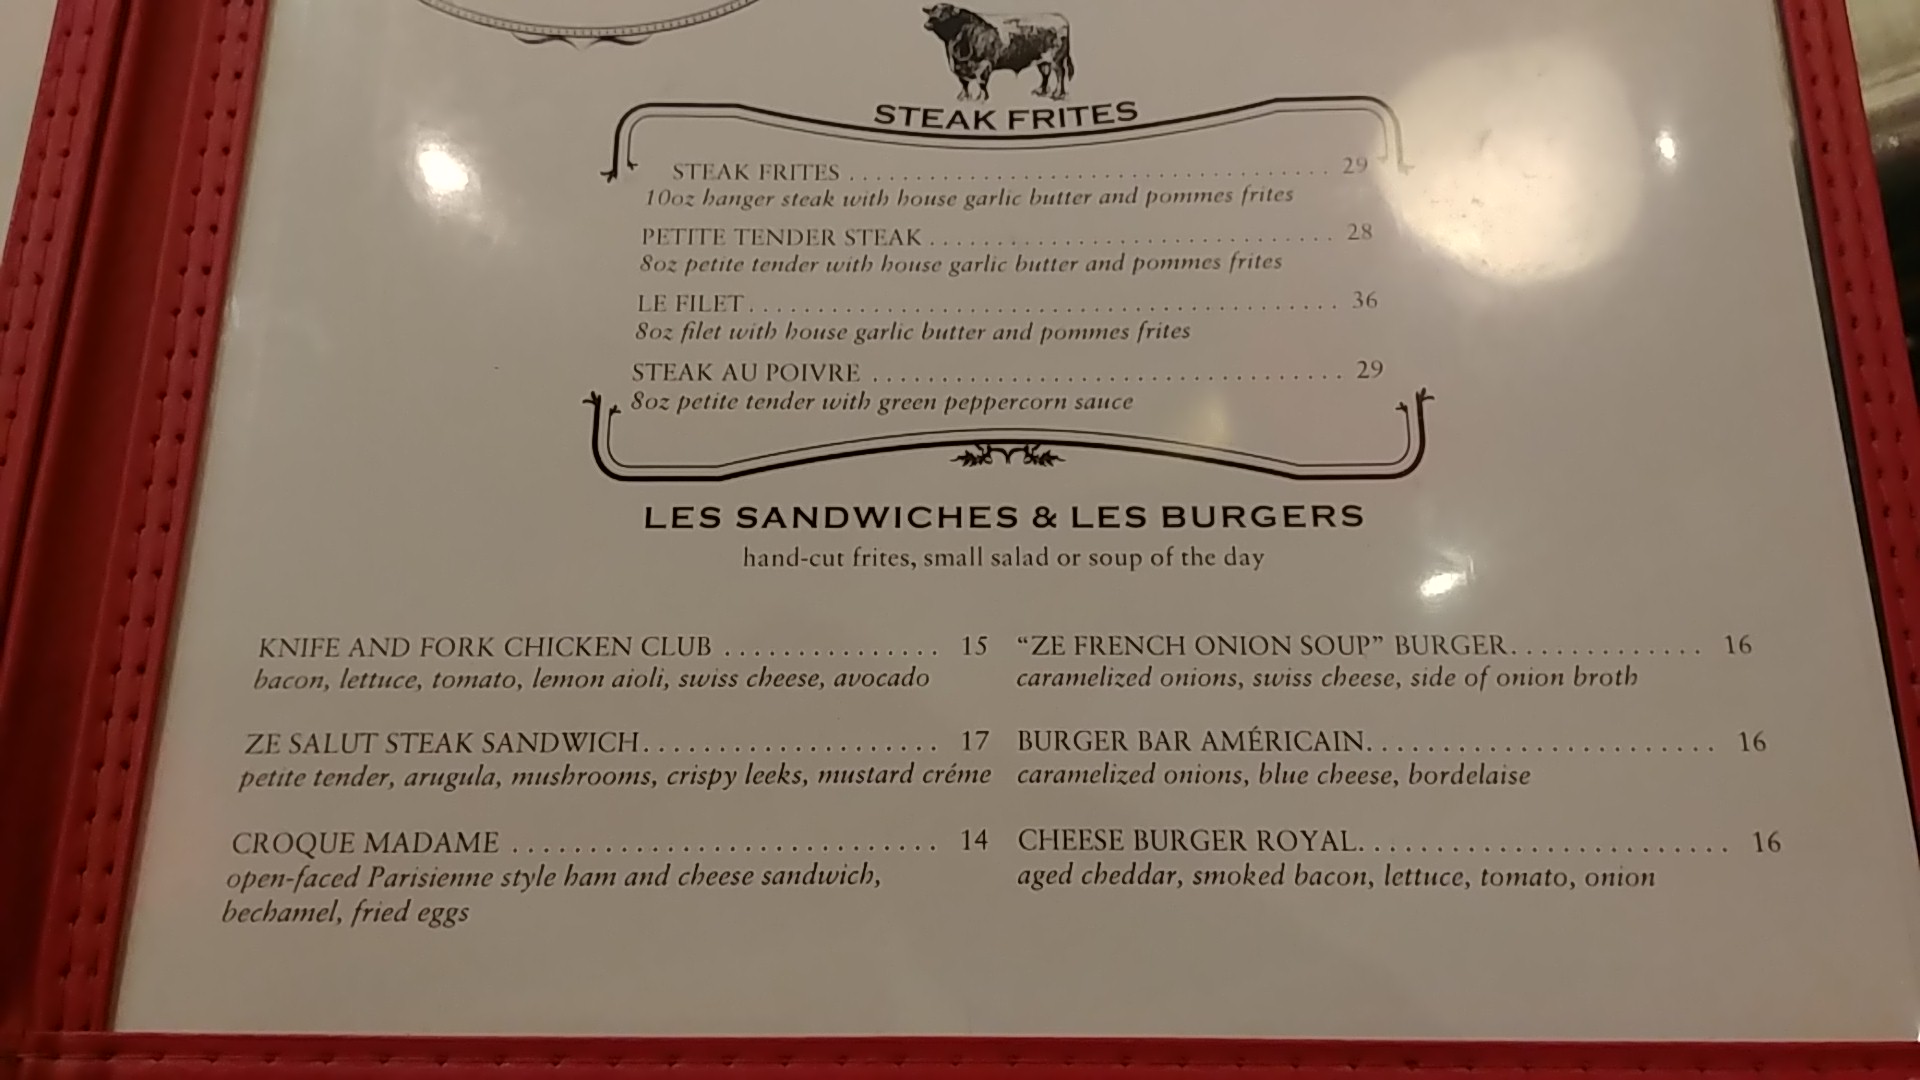 STEAK FRITES
STEAK FRITES ........................................ 29
10oz hanger steak with house garlic butter and pommes frites
PETITE TENDER STEAK .............................. 28
8oz petite tender with house garlic butter and pommes frites
LE FILET ............................................ 36
8oz filet with house garlic butter and pommes frites
STEAK AU POIVRE ................................... 29
8oz petite tender with green peppercorn sauce
LES SANDWICHES & LES BURGERS
hand-cut frites, small salad or soup of the day
KNIFE AND FORK CHICKEN CLUB ............... 15
bacon, lettuce, tomato, lemon aioli, swiss cheese, avocado
ZE SALUT STEAK SANDWICH .................... 17
petite tender, arugula, mushrooms, crispy leeks, mustard créme
CROQUE MADAME ............................ 14
open-faced Parisienne style ham and cheese sandwich,
bechamel, fried eggs
“ZE FRENCH ONION SOUP” BURGER ............. 16
caramelized onions, swiss cheese, side of onion broth
BURGER BAR AMÉRICAIN ....................... 16
caramelized onions, blue cheese, bordelaise
CHEESE BURGER ROYAL ........................ 16
aged cheddar, smoked bacon, lettuce, tomato, onion